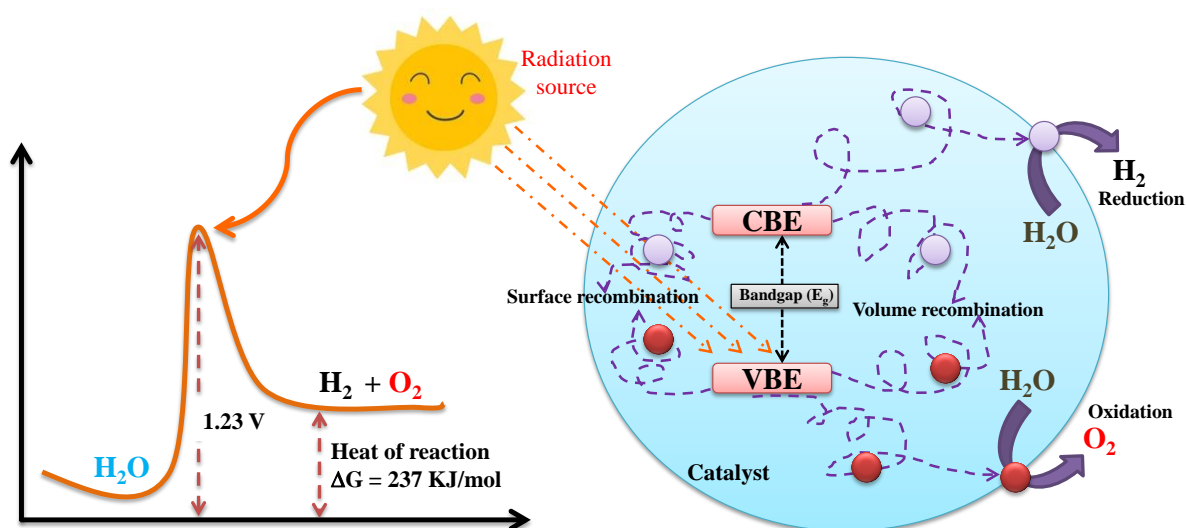 Radiation
source
H₂O
1.23 V
H₂ + O₂
Heat of reaction
ΔG = 237 KJ/mol
CBE
Bandgap (Eg)
VBE
Surface recombination
Volume recombination
H₂
Reduction
H₂O
H₂O
Oxidation
O₂
Catalyst